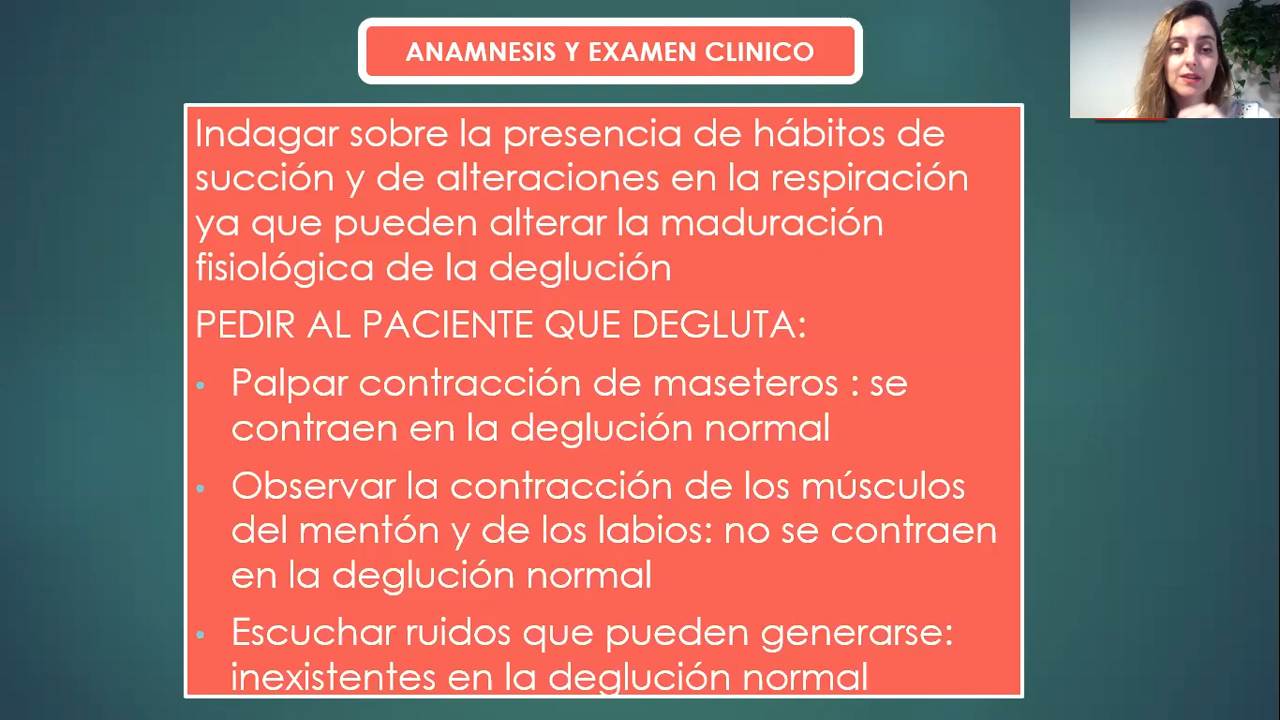 ANAMNESIS Y EXAMEN CLINICO
Indagar sobre la presencia de hábitos de
succión y de alteraciones en la respiración
ya que pueden alterar la maduración
fisiológica de la deglución
PEDIR AL PACIENTE QUE DEGLUTA:
• Palpar contracción de maseteros : se
contraen en la deglución normal
• Observar la contracción de los músculos
del mentón y de los labios: no se contraen
en la deglución normal
• Escuchar ruidos que pueden generarse:
inexistentes en la deglución normal